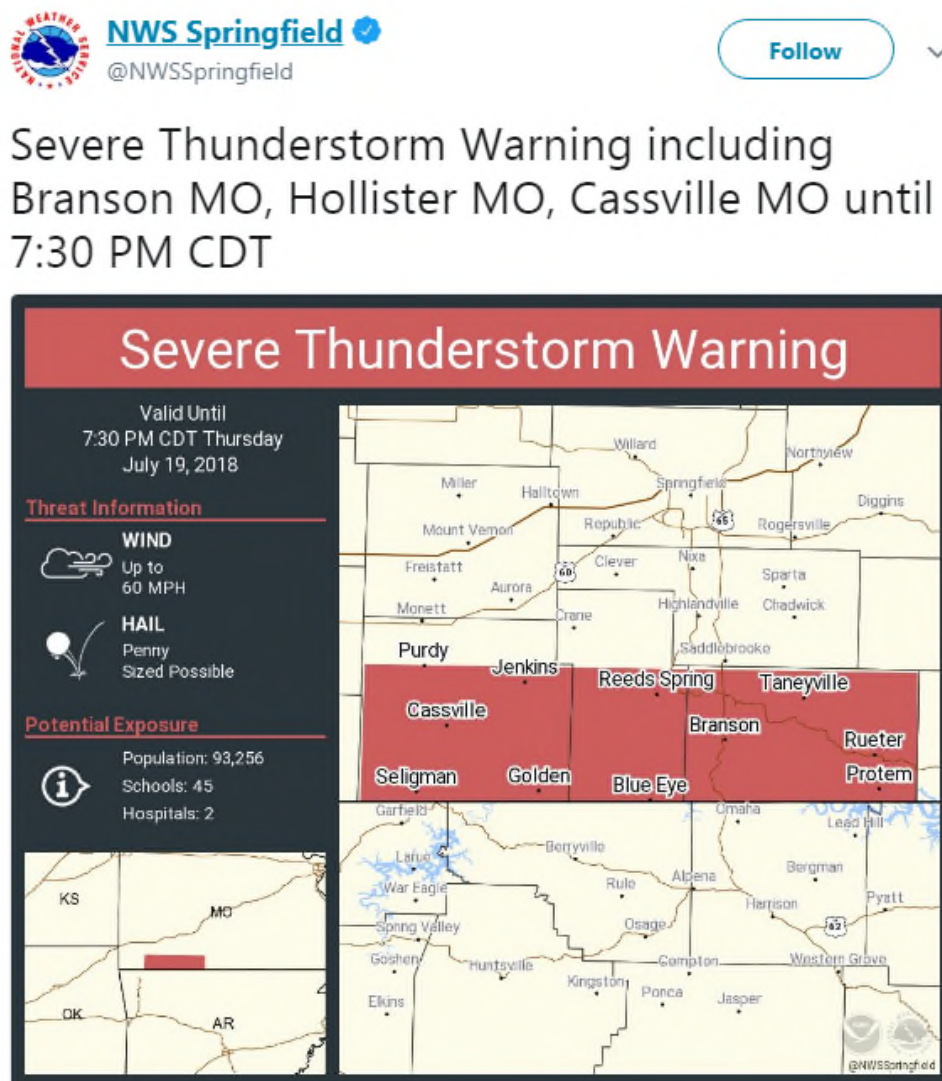 NWS Springfield
@NWSSpringfield
Follow
Severe Thunderstorm Warning including
Branson MO, Hollister MO, Cassville MO until
7:30 PM CDT
Severe Thunderstorm Warning
Valid Until
7:30 PM CDT Thursday
July 19, 2018
Threat Information
WIND
Up to
60 MPH
HAIL
Penny
Sized Possible
Potential Exposure
Population: 93,256
Schools: 45
Hospitals: 2
KS
MO
OK
AR
Willard
Northview
Miller
Halltown
Springfield
Diggins
Mount Vernon
Republic
65
Rogersville
Freistatt
60
Clever
Nixa
Sparta
Aurora
Monett
Crane
Highlandville
Chadwick
Saddlebrooke
Purdy
Jenkins
Reeds Spring
Taneyville
Cassville
Branson
Rueter
Seligman
Golden
Blue Eye
Protem
Garfield
Omaha
Lead Hill
Larue
Berryville
Bergman
War Eagle
Rule
Alpena
Pyatt
Harrison
Spring Valley
Osage
62
Goshen
Huntsville
Compton
Western Grove
Kingston
Ponca
Jasper
Elkins
@NWSSpringfield
NATIONAL WEATHER SERVICE